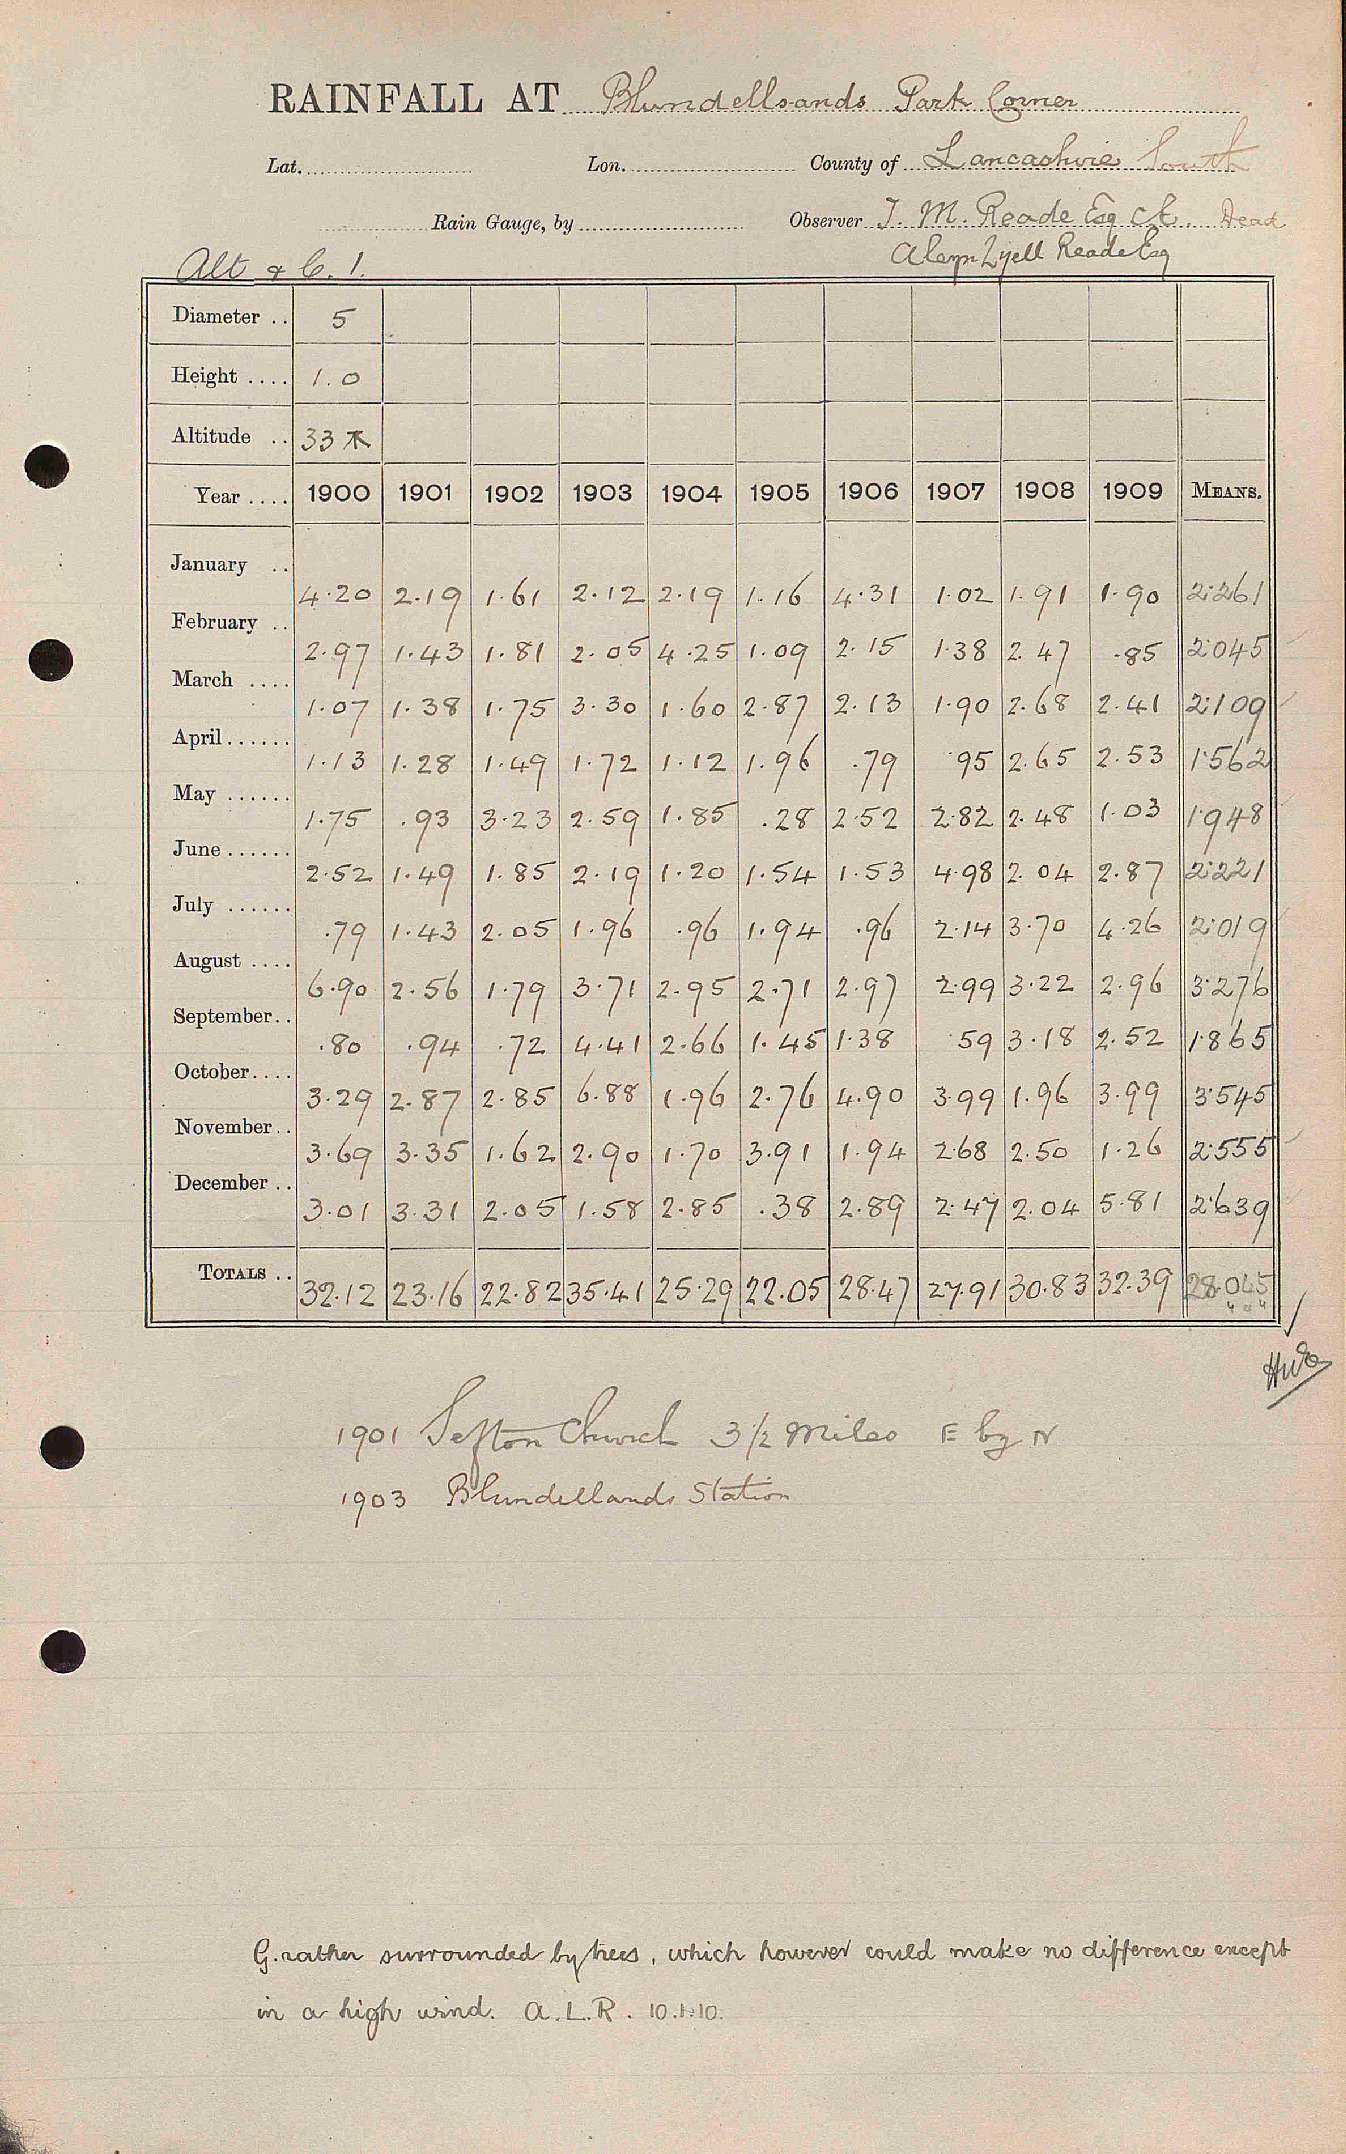 RAINFALL AT Blundellsands Park Corner
Lat. Lon. County of Lancashire South
Rain Gauge, by Observer T. M. Reade Esq CE. Dead
Aleyn Lyell Reade Esq
Alt & C. 1.
Diameter .. 5
Height .... 1.0
Altitude .. 33
Year .... 1900 1901 1902 1903 1904 1905 1906 1907 1908 1909 MEANS.
January .. 4.20 2.19 1.61 2.12 2.19 1.16 4.31 1.02 1.91 1.90 2.261
February .. 2.97 1.43 1.81 2.05 4.25 1.09 2.15 1.38 2.47 .85 2.045
March .... 1.07 1.38 1.75 3.30 1.60 2.87 2.13 1.90 2.68 2.41 2.109
April ...... 1.13 1.28 1.49 1.72 1.12 1.96 .79 .95 2.65 2.53 1.562
May ...... 1.75 .93 3.23 2.59 1.85 .28 2.52 2.82 2.48 1.03 1.948
June ...... 2.52 1.49 1.85 2.19 1.20 1.54 1.53 4.98 2.04 2.87 2.221
July ...... .79 1.43 2.05 1.96 .96 1.94 .96 2.14 3.70 4.26 2.019
August .... 6.90 2.56 1.79 3.71 2.95 2.71 2.97 2.99 3.22 2.96 3.276
September .. .80 .94 .72 4.41 2.66 1.45 1.38 .59 3.18 2.52 1.865
October .... 3.29 2.87 2.85 6.88 1.96 2.76 4.90 3.99 1.96 3.99 3.545
November .. 3.69 3.35 1.62 2.90 1.70 3.91 1.94 2.68 2.50 1.26 2.555
December .. 3.01 3.31 2.05 1.58 2.85 .38 2.89 2.47 2.04 5.81 2.639
TOTALS .. 32.12 23.16 22.82 35.41 25.29 22.05 28.47 27.91 30.83 32.39 28.045
1901 Sefton Church 3 1/2 Miles E by N
1903 Blundellsands Station
G. rather surrounded by trees, which however could make no difference except
in a high wind. A.L.R. 10.1.10.